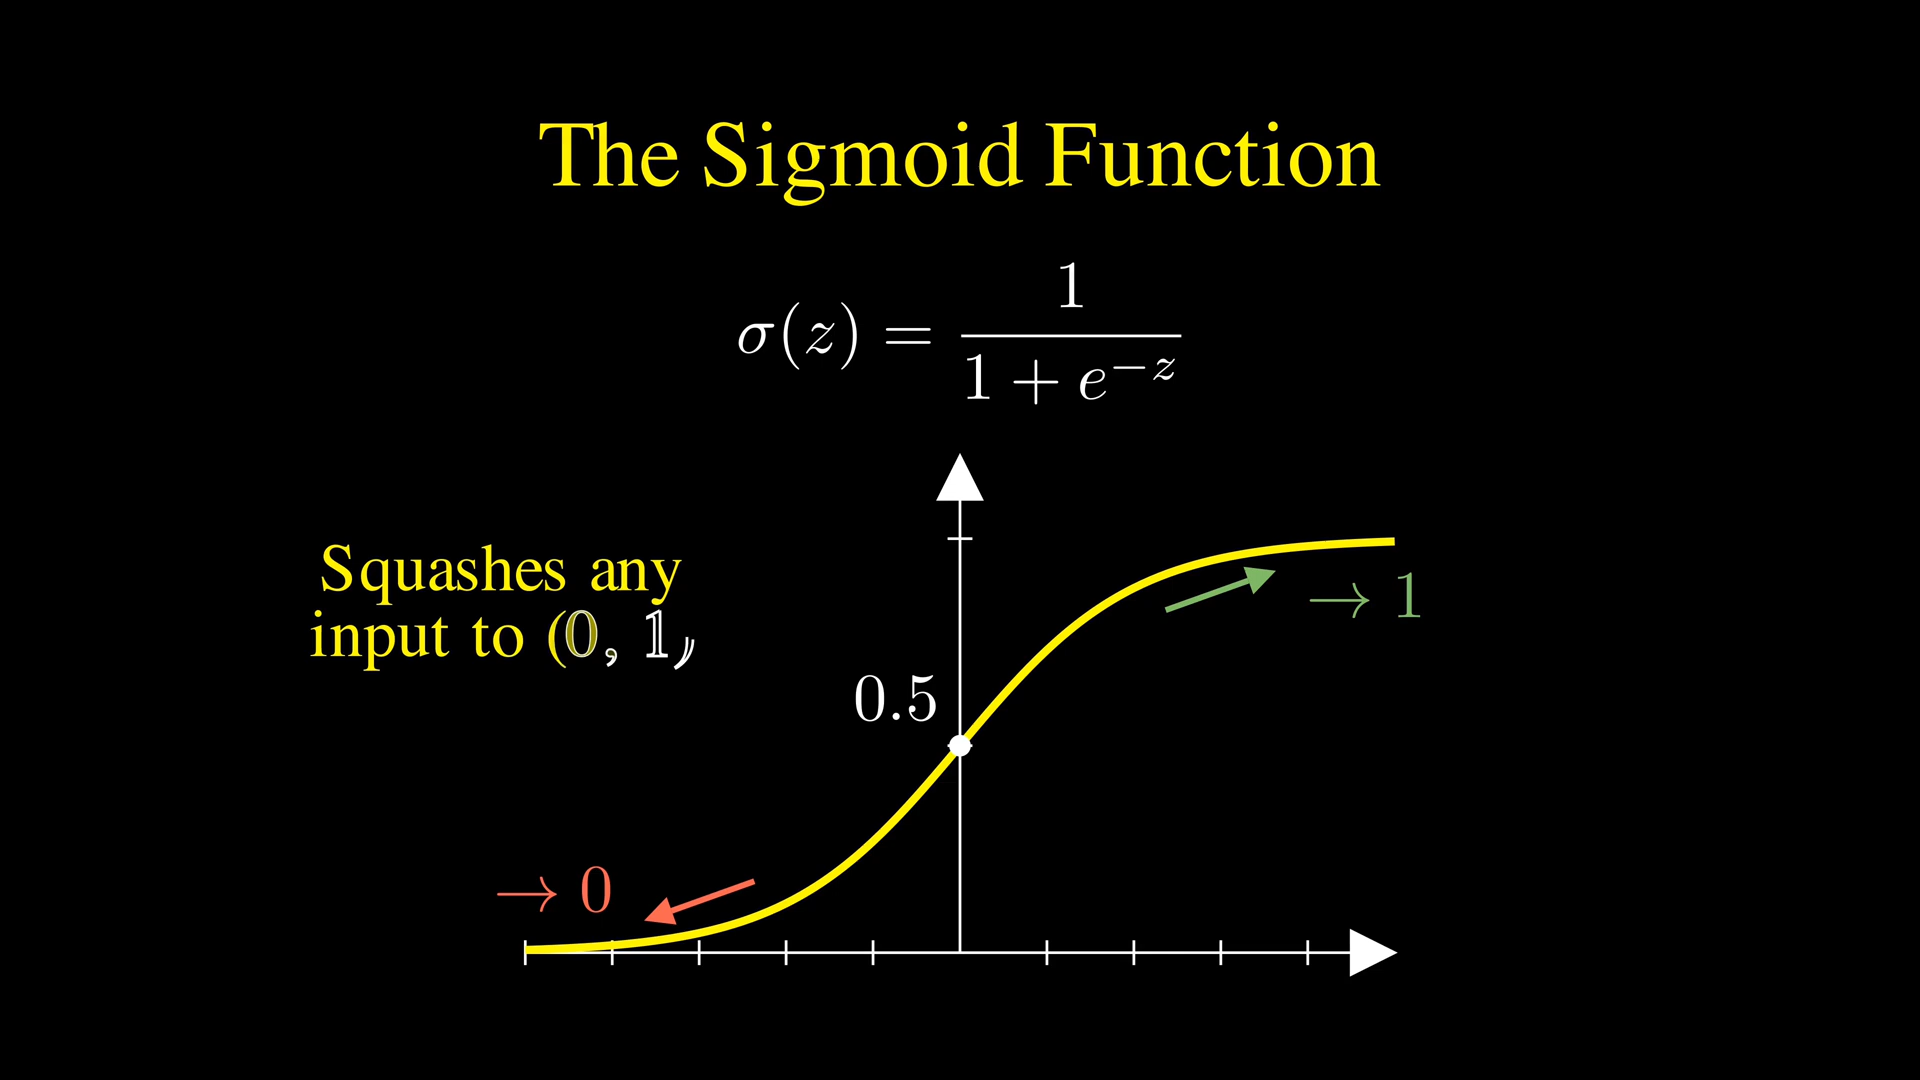 The Sigmoid Function
σ(z) = 1 / (1 + e^{-z})
Squashes any
input to (0, 1,
0.5
→ 1
→ 0